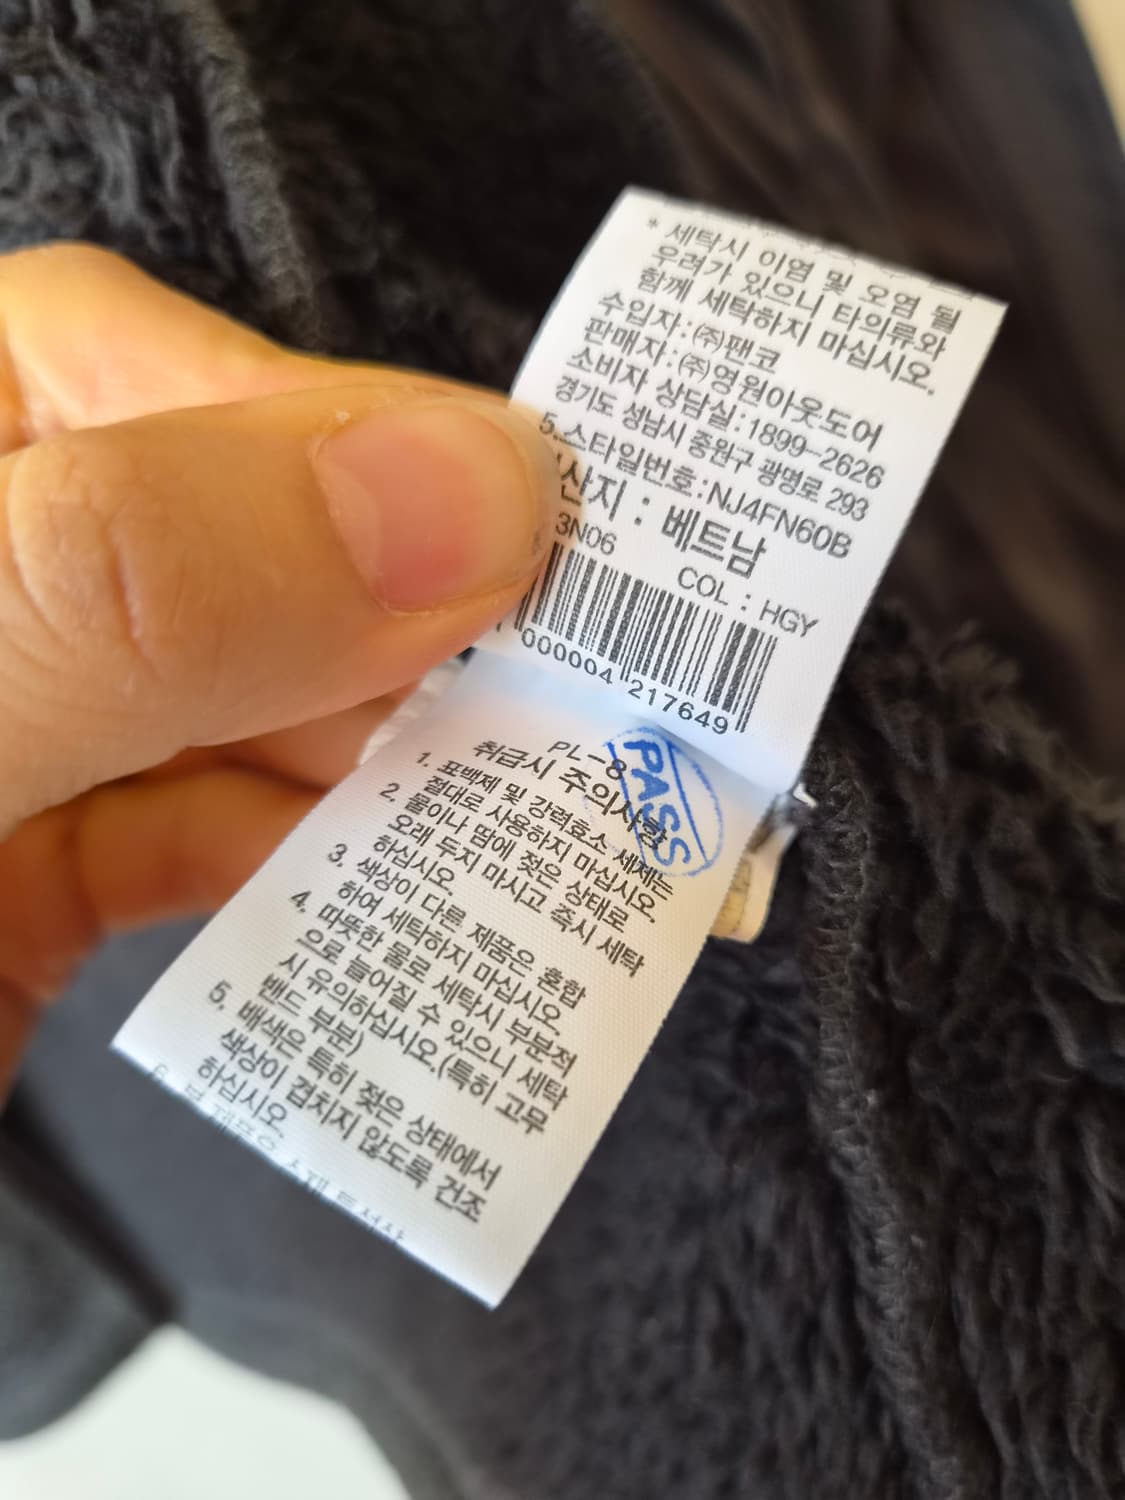 * 세탁시 이염 및 오염 될
우려가 있으니 타의류와
함께 세탁하지 마십시오.
수입자:㈜팬코
판매자:㈜영원아웃도어
소비자 상담실:1899-2626
경기도 성남시 중원구 광명로 293
5.스타일번호:NJ4FN60B
산지 : 베트남
3N06 COL : HGY
000004 217649
PL-8
PASS
취급시 주의사항
1. 표백제 및 강력효소 세제는
절대로 사용하지 마십시오.
2. 물이나 땀에 젖은 상태로
오래 두지 마시고 즉시 세탁
하십시오.
3. 색상이 다른 제품은 혼합
하여 세탁하지 마십시오.
4. 따뜻한 물로 세탁시 부분적
으로 늘어질 수 있으니 세탁
시 유의하십시오.(특히 고무
밴드 부분)
5. 배색은 특히 젖은 상태에서
색상이 겹치지 않도록 건조
하십시오.
6.